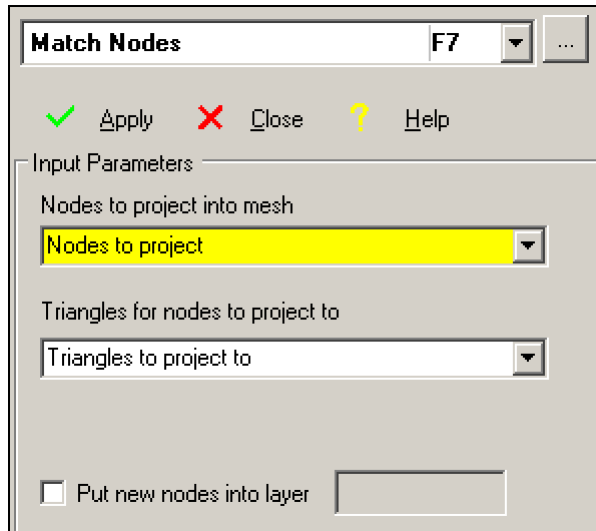 Match Nodes F7 ...
Apply Close ? Help
Input Parameters
Nodes to project into mesh
Nodes to project
Triangles for nodes to project to
Triangles to project to
Put new nodes into layer